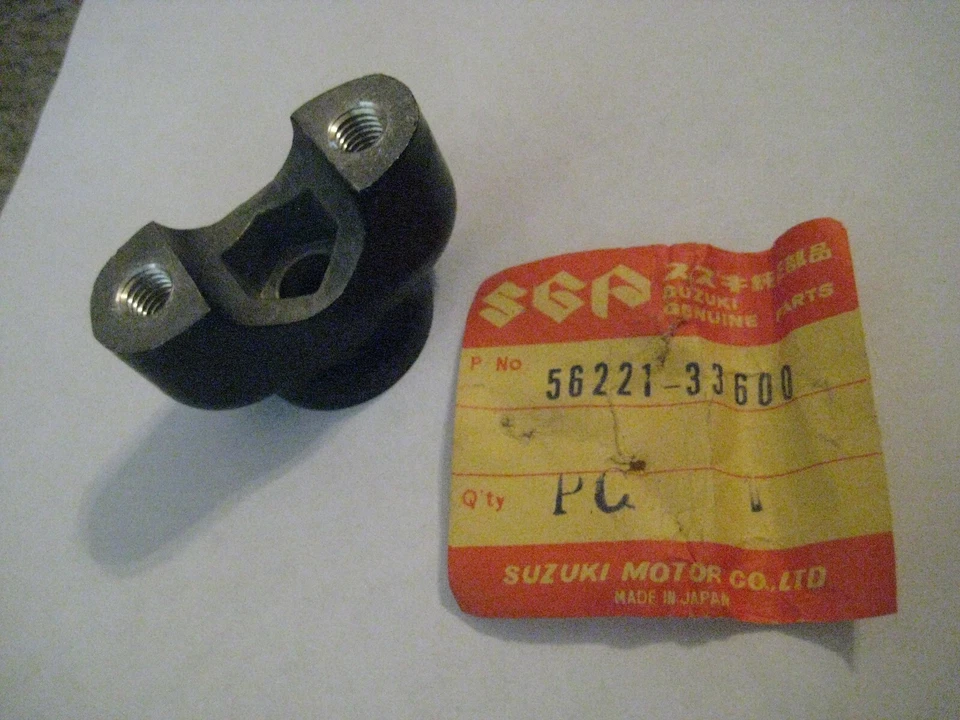 SGP
スズキ純正部品
SUZUKI
GENUINE PARTS
P No. 56221-33600
Q'ty PC 1
SUZUKI MOTOR CO., LTD
MADE IN JAPAN